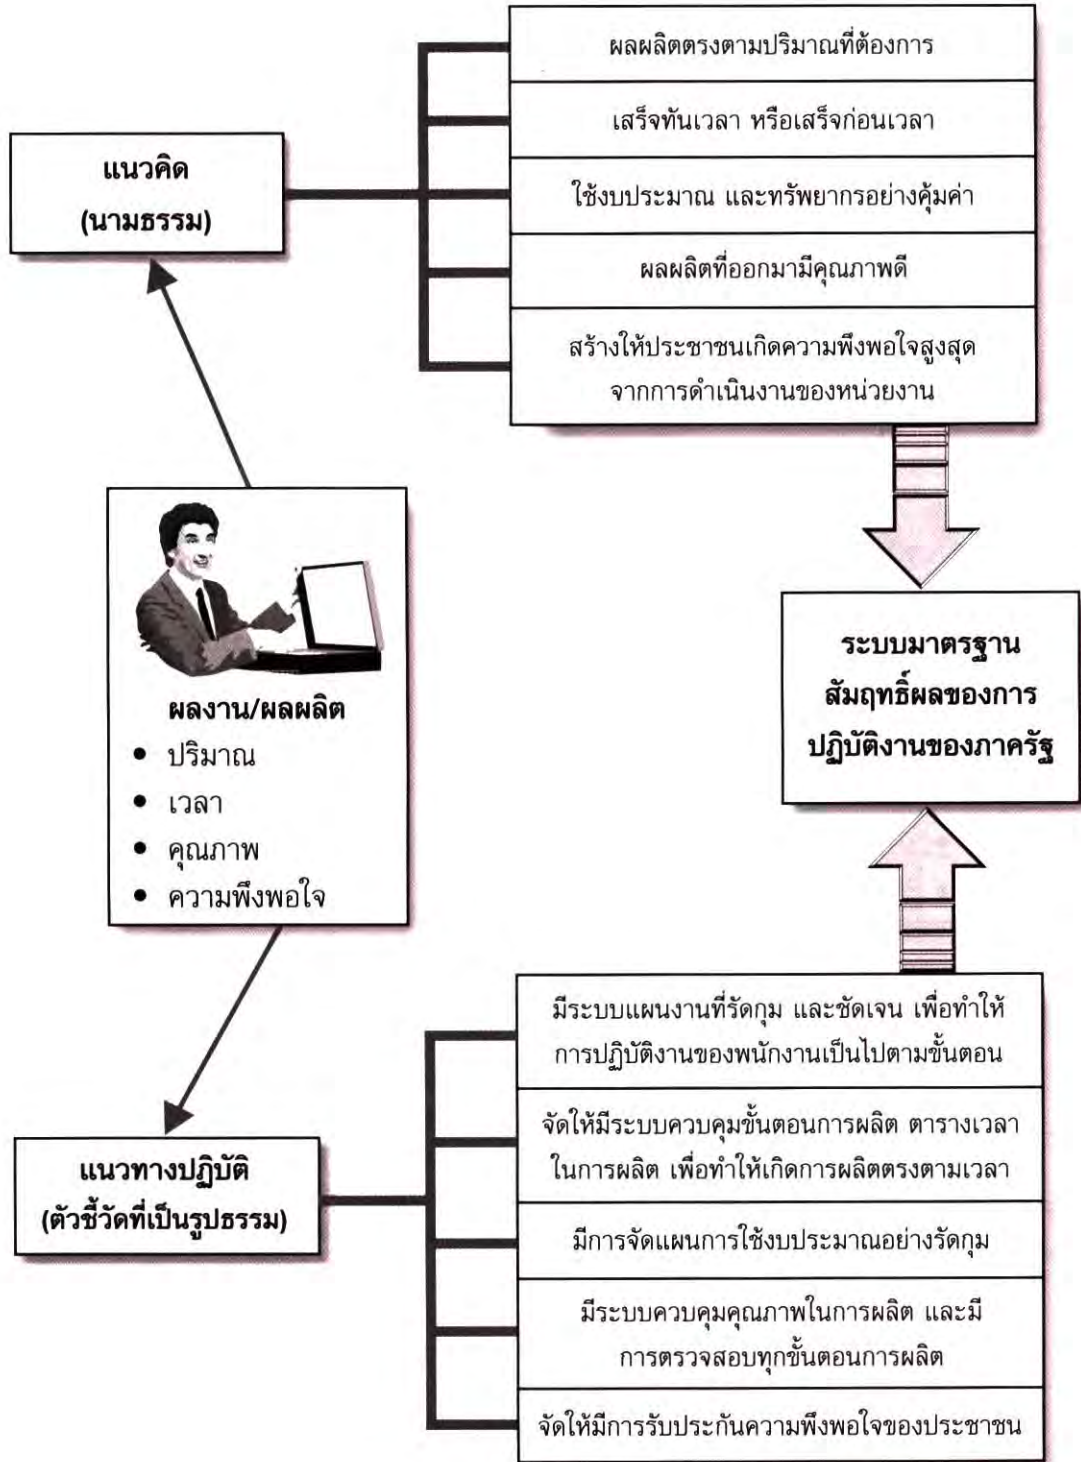 ผลผลิตตรงตามปริมาณที่ต้องการ
เสร็จทันเวลา หรือเสร็จก่อนเวลา
แนวคิด
(นามธรรม)
ใช้งบประมาณ และทรัพยากรอย่างคุ้มค่า
ผลผลิตที่ออกมามีคุณภาพดี
สร้างให้ประชาชนเกิดความพึงพอใจสูงสุด
จากการดำเนินงานของหน่วยงาน
ผลงาน/ผลผลิต
• ปริมาณ
• เวลา
• คุณภาพ
• ความพึงพอใจ
ระบบมาตรฐาน
สัมฤทธิ์ผลของการ
ปฏิบัติงานของภาครัฐ
แนวทางปฏิบัติ
(ตัวชี้วัดที่เป็นรูปธรรม)
มีระบบแผนงานที่รัดกุม และชัดเจน เพื่อทำให้
การปฏิบัติงานของพนักงานเป็นไปตามขั้นตอน
จัดให้มีระบบควบคุมขั้นตอนการผลิต ตารางเวลา
ในการผลิต เพื่อทำให้เกิดการผลิตตรงตามเวลา
มีการจัดแผนการใช้งบประมาณอย่างรัดกุม
มีระบบควบคุมคุณภาพในการผลิต และมี
การตรวจสอบทุกขั้นตอนการผลิต
จัดให้มีการรับประกันความพึงพอใจของประชาชน